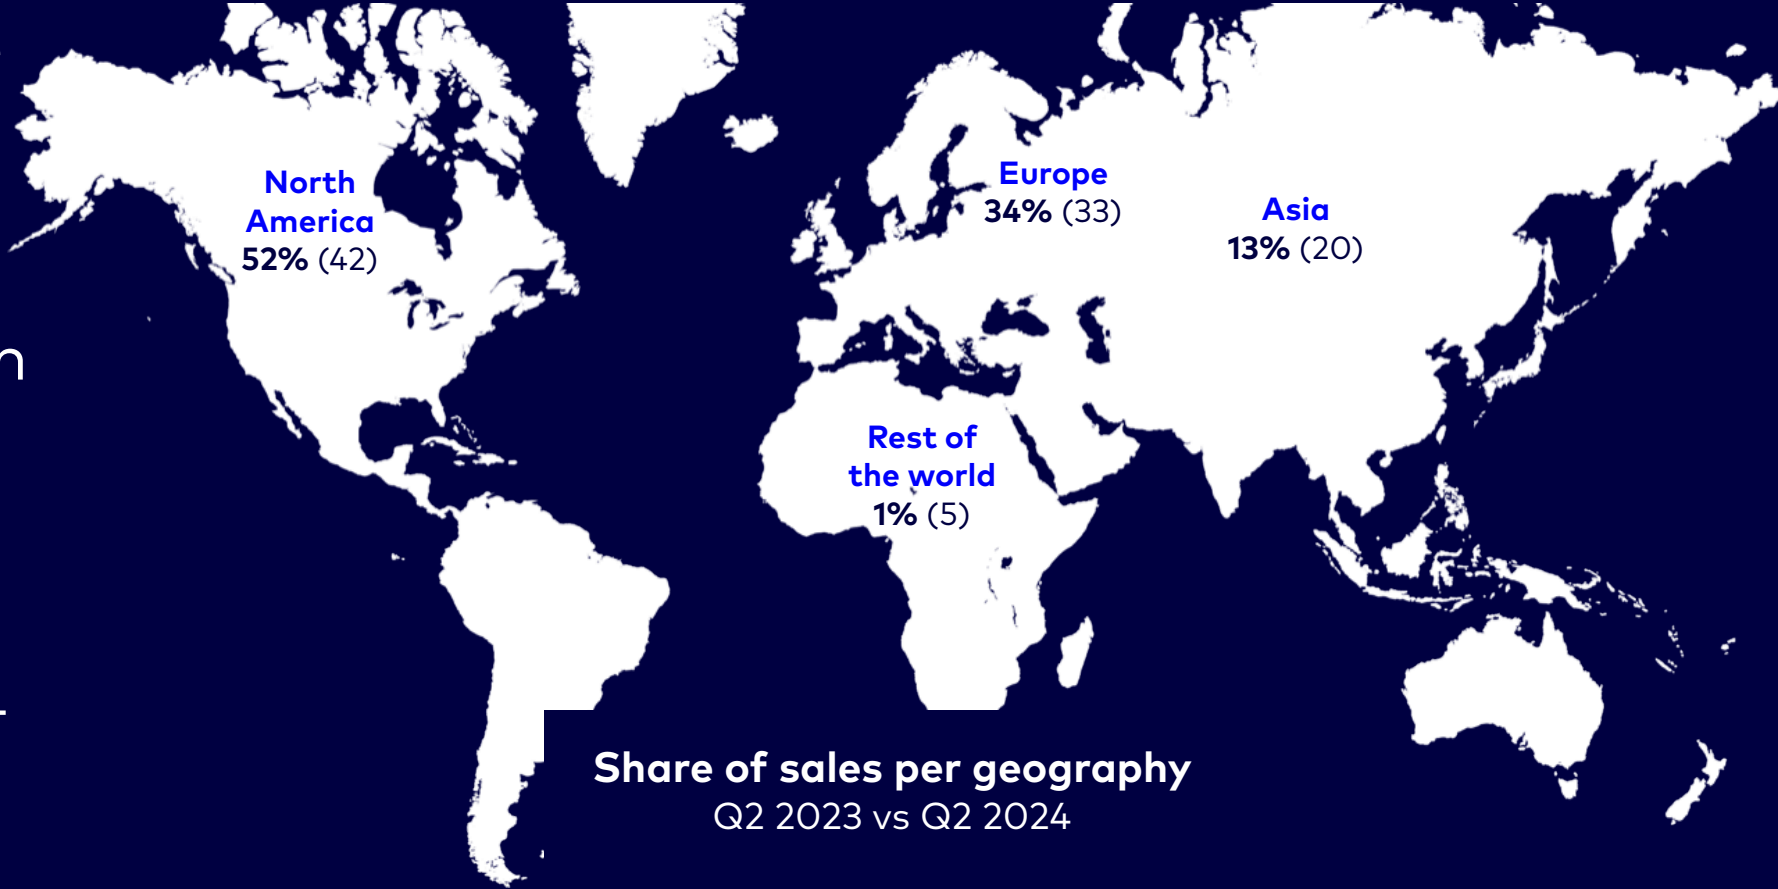 North
America
52% (42)
Europe
34% (33)
Asia
13% (20)
Rest of
the world
1% (5)
Share of sales per geography
Q2 2023 vs Q2 2024